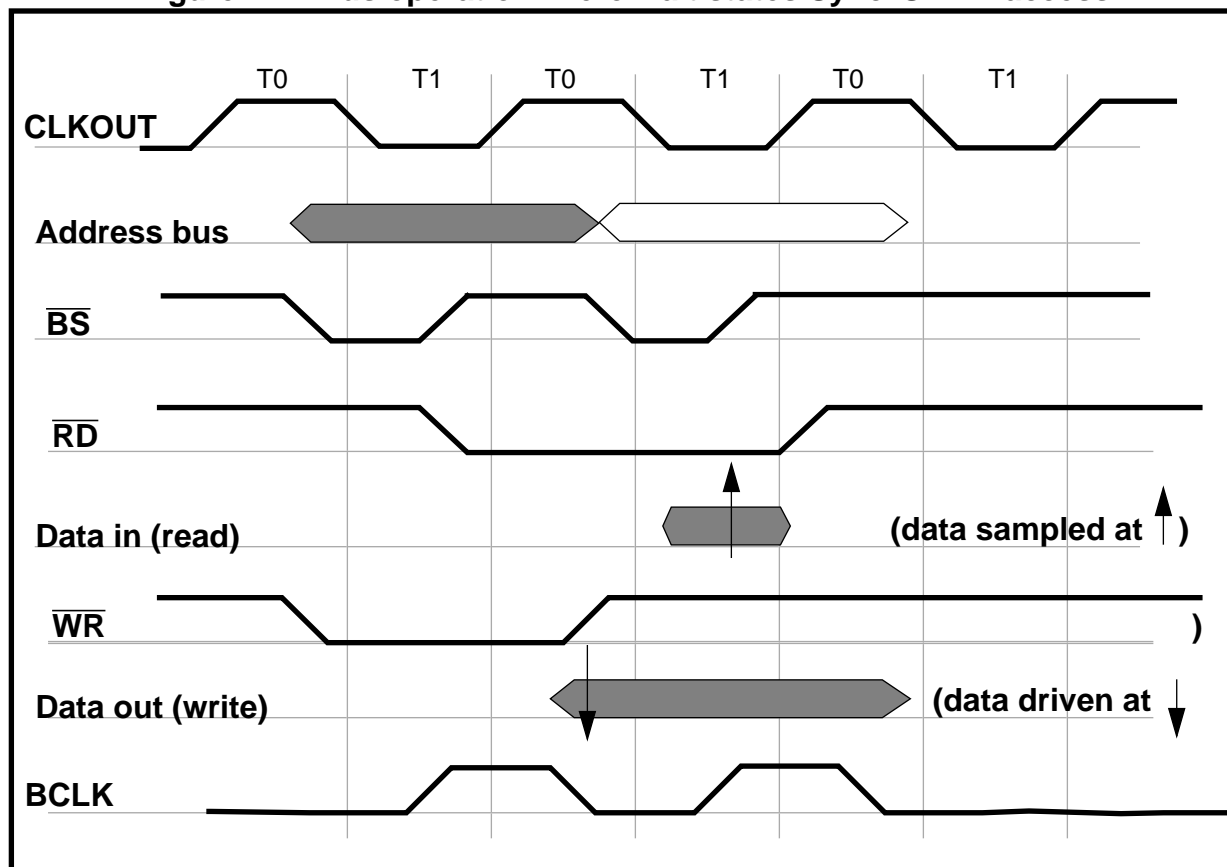 T0 T1 T0 T1 T0 T1
CLKOUT
Address bus
BS
RD
Data in (read) (data sampled at )
WR )
Data out (write) (data driven at
BCLK